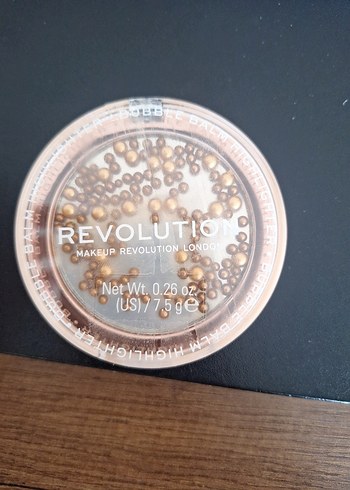 REVOLUTION
MAKEUP REVOLUTION LONDON
Net Wt. 0.26 oz.
(US) / 7.5 g℮
BUBBLE BALM HIGHLIGHTER